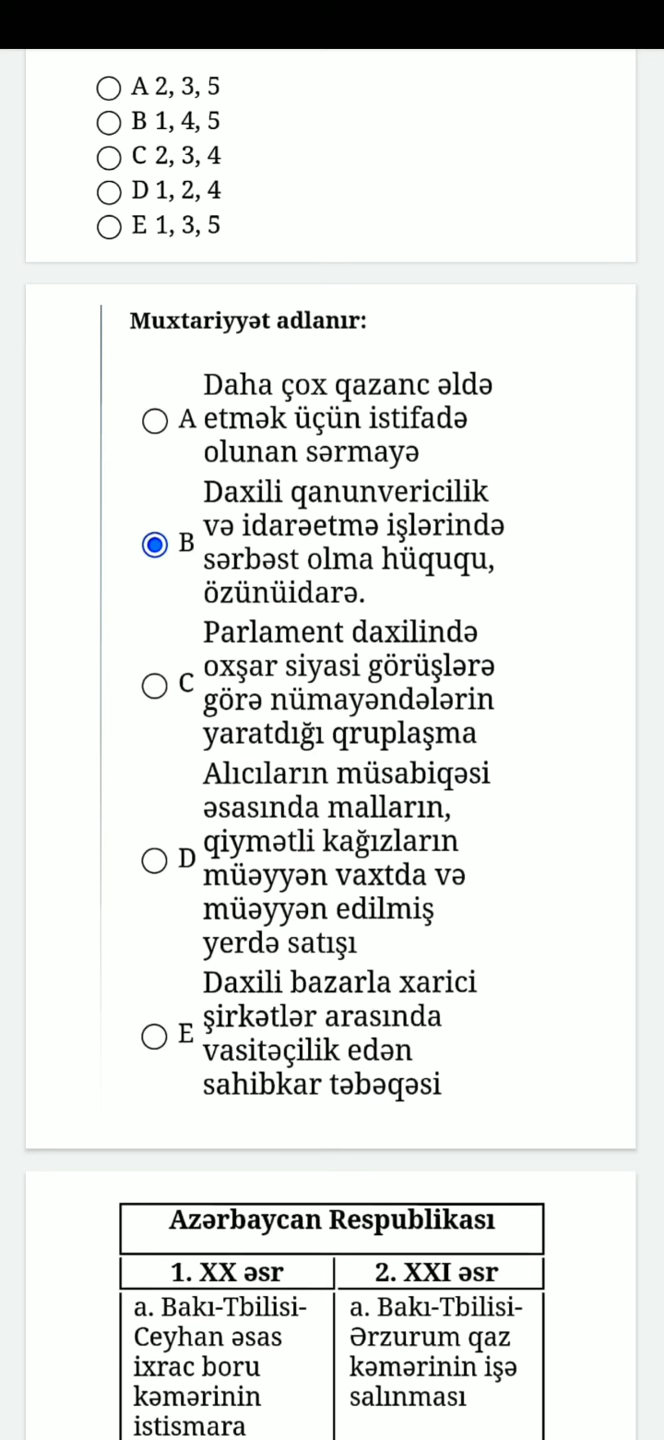 A 2, 3, 5
B 1, 4, 5
C 2, 3, 4
D 1, 2, 4
E 1, 3, 5
Muxtariyyət adlanır:
Daha çox qazanc əldə
A etmək üçün istifadə
olunan sərmayə
Daxili qanunvericilik
B və idarəetmə işlərində
sərbəst olma hüququ,
özünüidarə.
Parlament daxilində
C oxşar siyasi görüşlərə
görə nümayəndələrin
yaratdığı qruplaşma
Alıcıların müsabiqəsi
əsasında malların,
D qiymətli kağızların
müəyyən vaxtda və
müəyyən edilmiş
yerdə satışı
Daxili bazarla xarici
E şirkətlər arasında
vasitəçilik edən
sahibkar təbəqəsi
Azərbaycan Respublikası
1. XX əsr 2. XXI əsr
a. Bakı-Tbilisi- a. Bakı-Tbilisi-
Ceyhan əsas Ərzurum qaz
ixrac boru kəmərinin işə
kəmərinin salınması
istismara